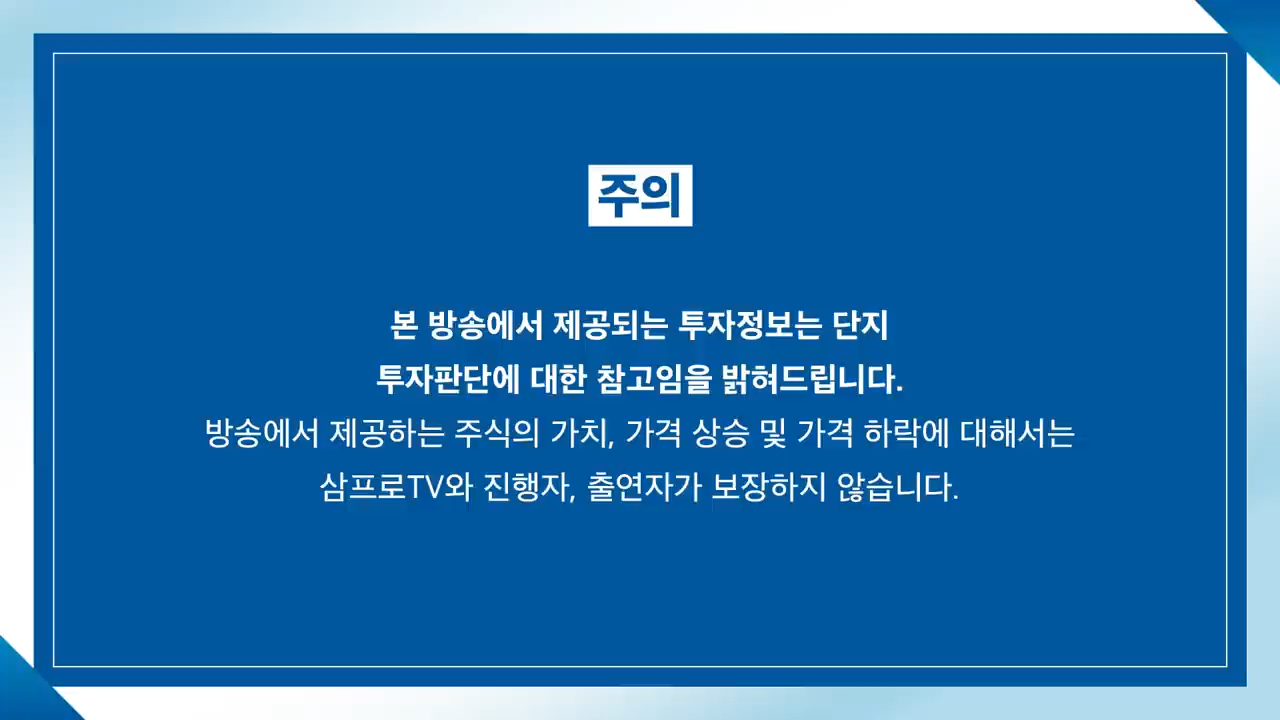 주의
본 방송에서 제공되는 투자정보는 단지
투자판단에 대한 참고임을 밝혀드립니다.
방송에서 제공하는 주식의 가치, 가격 상승 및 가격 하락에 대해서는
삼프로TV와 진행자, 출연자가 보장하지 않습니다.